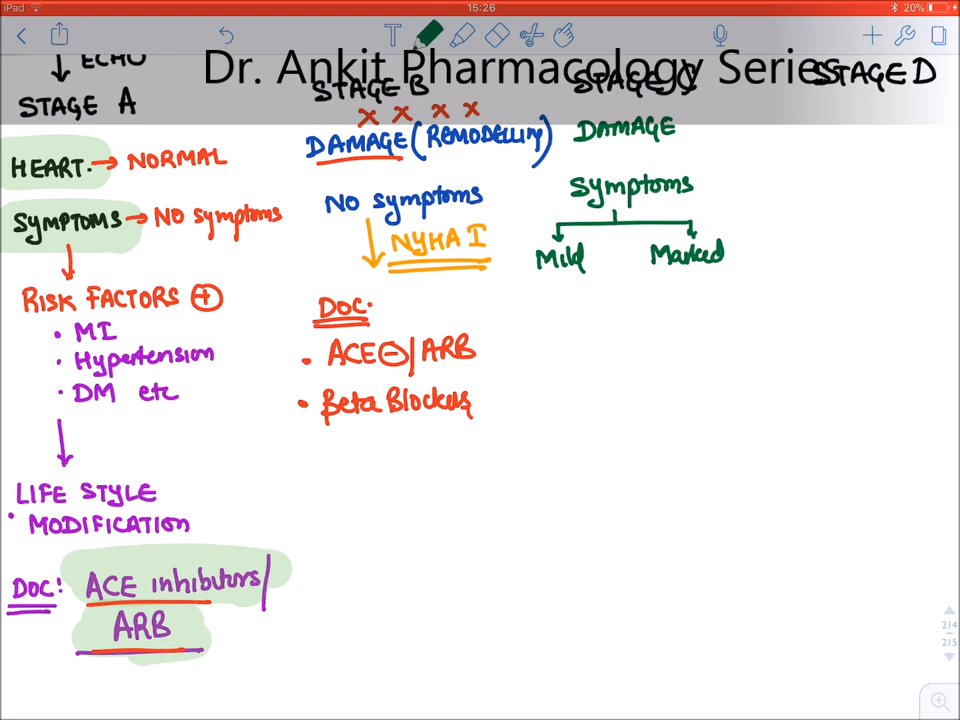 iPad
15:26
20%
T
ECHO
Dr. Ankit Pharmacology Series
STAGE A
STAGE B
STAGE C
STAGE D
x x x x
HEART. → NORMAL
SYMPTOMS → NO symptoms
RISK FACTORS +
• MI
• Hypertension
• DM etc
LIFE STYLE
• MODIFICATION
DOC: ACE inhibitors/
ARB
DAMAGE (REMODELLING)
NO symptoms
NYHA I
DOC.
• ACE⊖/ARB
• Beta Blockers
DAMAGE
Symptoms
Mild
Marked
214
215